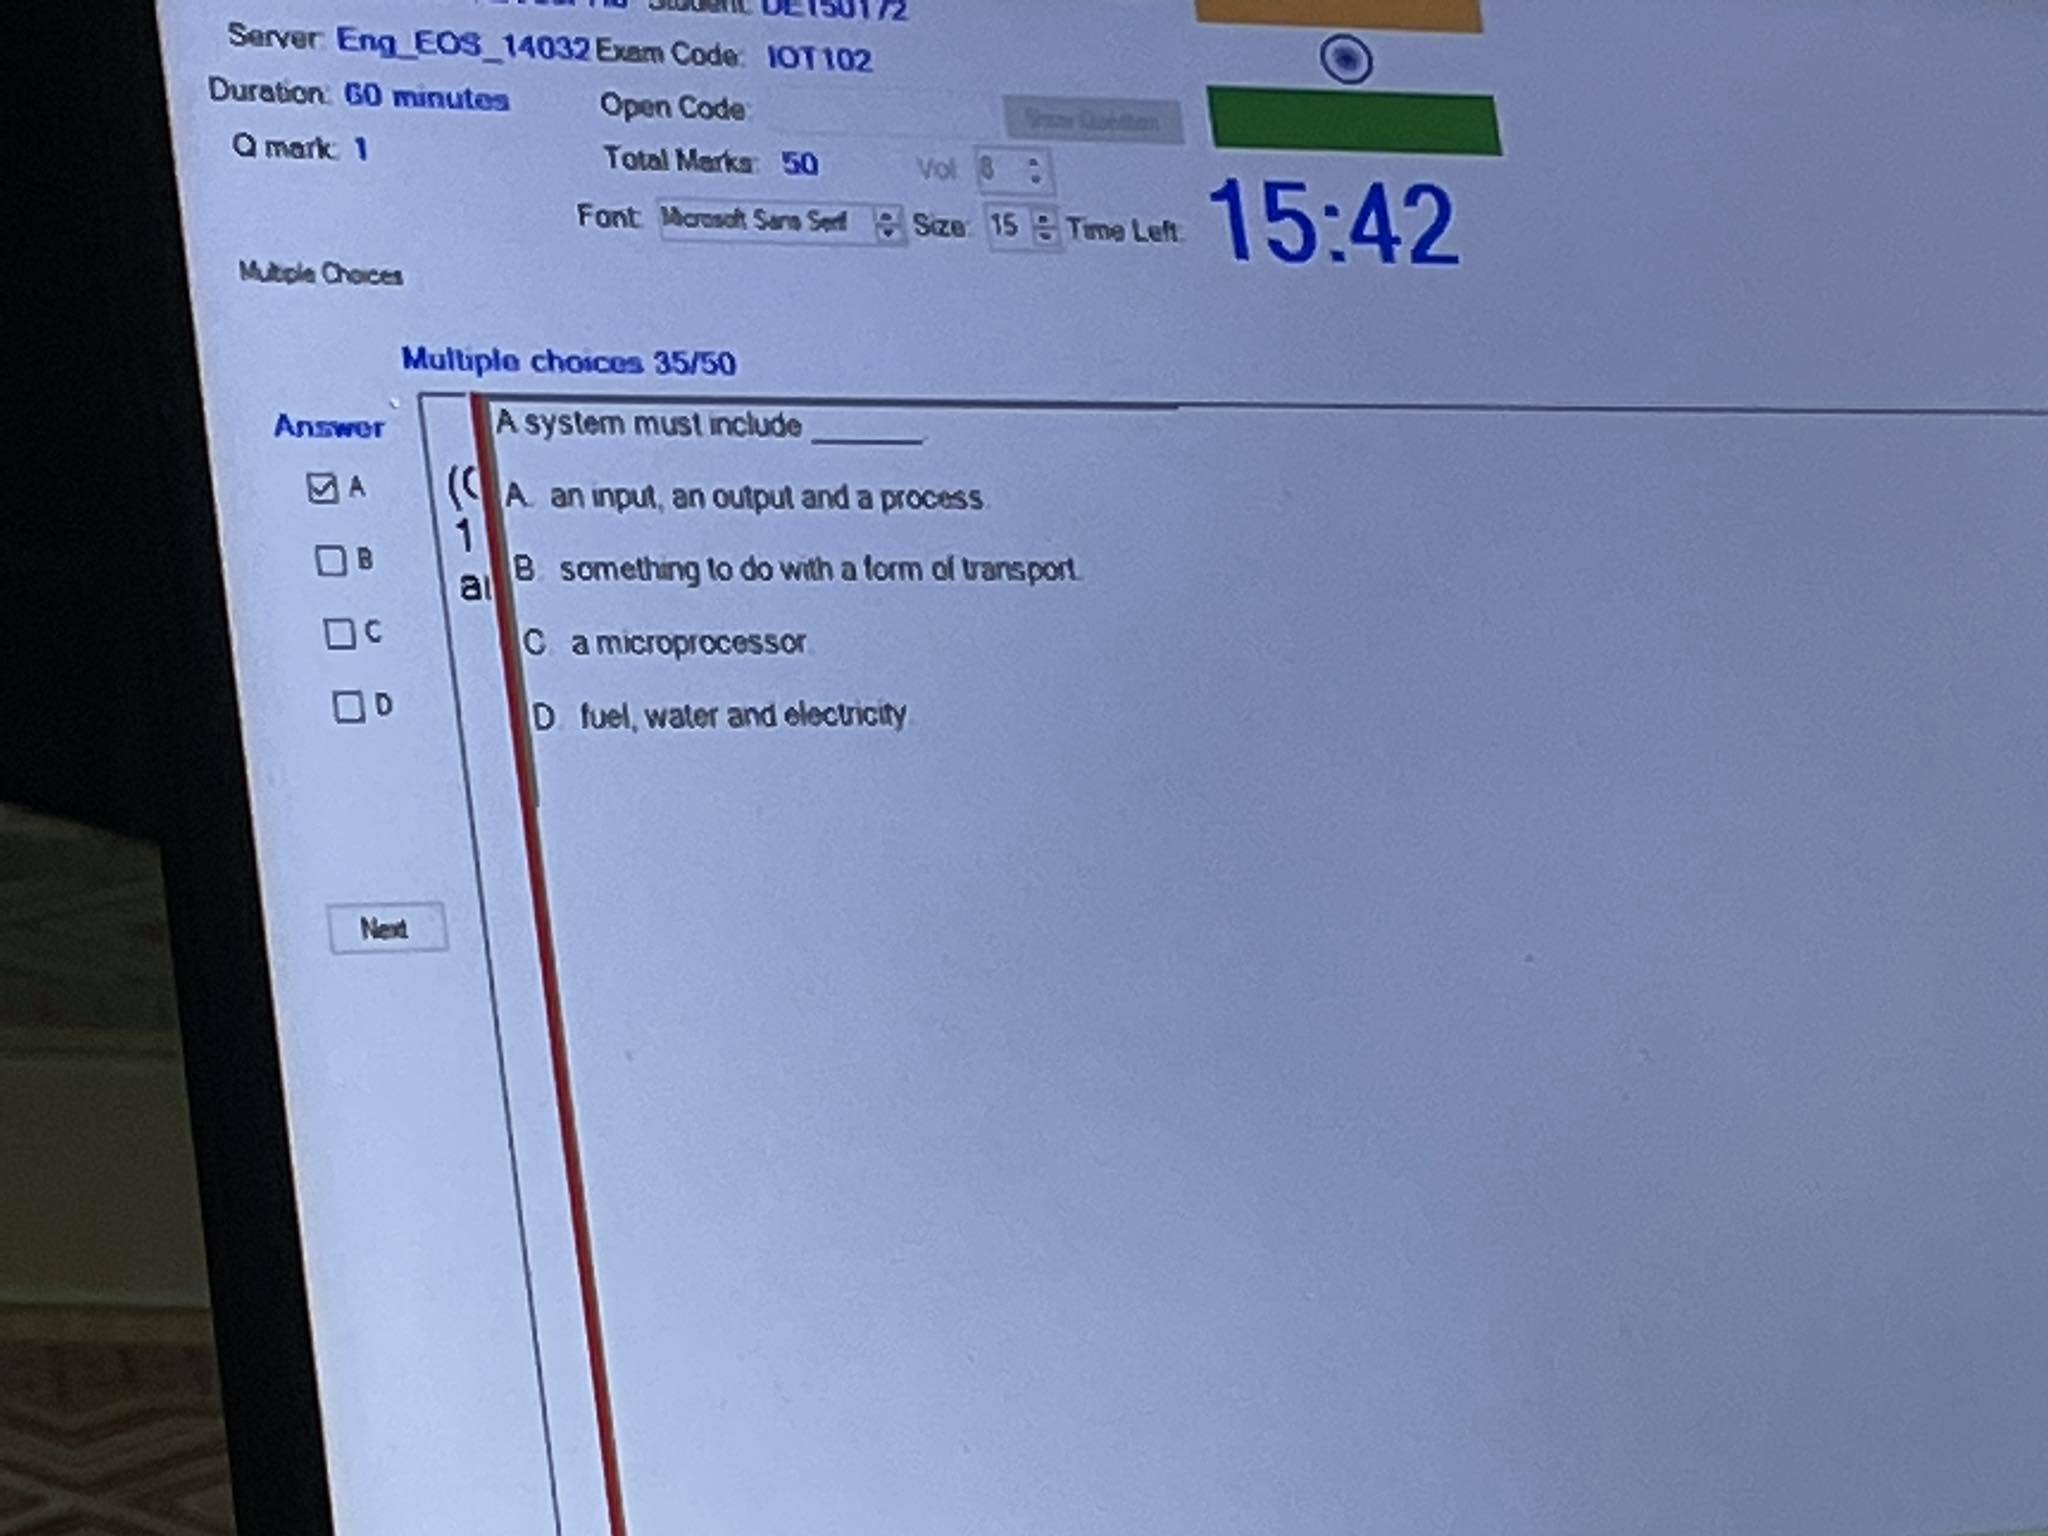 Student: DE150172
Server: Eng_EOS_14032 Exam Code: IOT102
Duration: 60 minutes Open Code:
Q mark: 1 Total Marks: 50 Vol 8
Font: Microsoft Sans Serif Size: 15 Time Left: 15:42
Multiple Choices
Multiple choices 35/50
Answer
A system must include ______.
A
A. an input, an output and a process.
B
B. something to do with a form of transport.
C
C. a microprocessor.
D
D. fuel, water and electricity.
1
Next